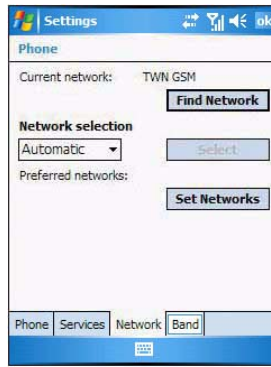 Settings
ok
Phone
Current network: TWN GSM
Find Network
Network selection
Automatic Select
Preferred networks:
Set Networks
Phone Services Network Band